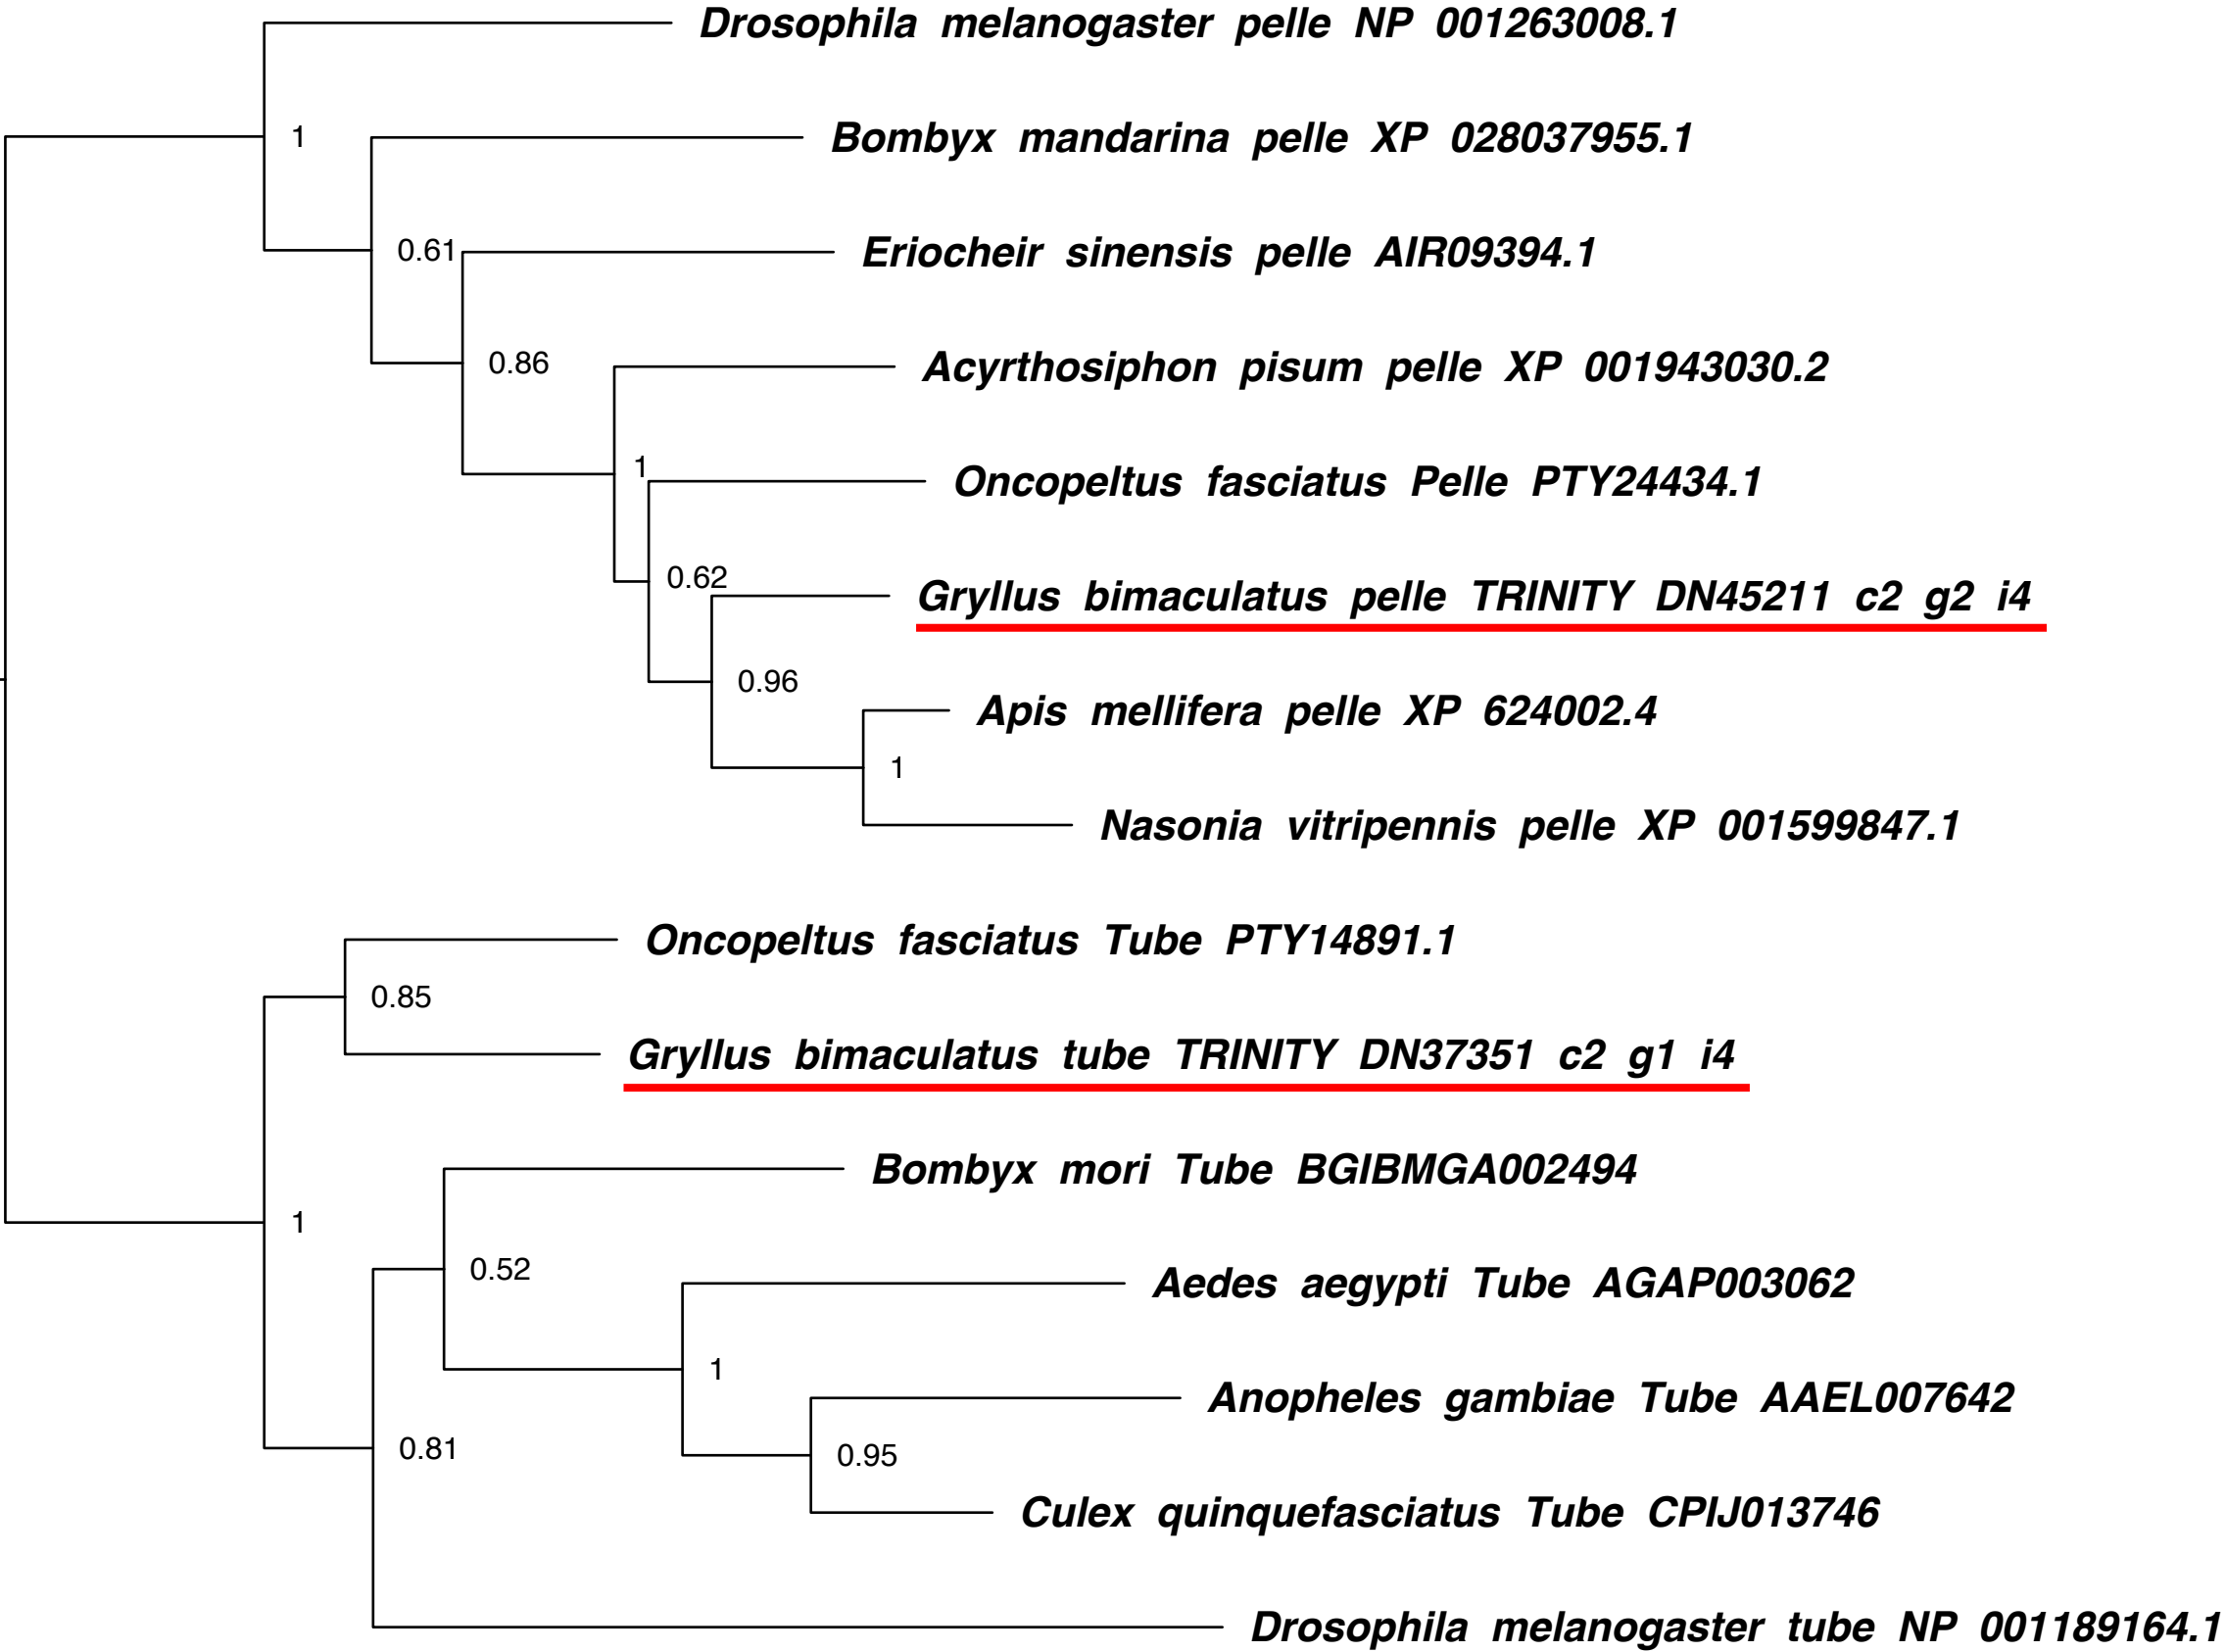 Drosophila melanogaster pelle NP 001263008.1
1
Bombyx mandarina pelle XP 028037955.1
0.61
Eriocheir sinensis pelle AIR09394.1
0.86
Acyrthosiphon pisum pelle XP 001943030.2
1
Oncopeltus fasciatus Pelle PTY24434.1
0.62
Gryllus bimaculatus pelle TRINITY DN45211 c2 g2 i4
0.96
Apis mellifera pelle XP 624002.4
1
Nasonia vitripennis pelle XP 001599847.1
Oncopeltus fasciatus Tube PTY14891.1
0.85
Gryllus bimaculatus tube TRINITY DN37351 c2 g1 i4
Bombyx mori Tube BGIBMGA002494
1
0.52
Aedes aegypti Tube AGAP003062
1
Anopheles gambiae Tube AAEL007642
0.81
0.95
Culex quinquefasciatus Tube CPIJ013746
Drosophila melanogaster tube NP 001189164.1